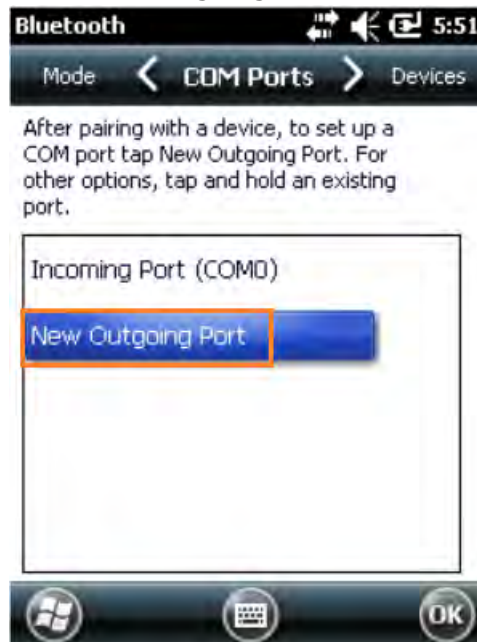 Bluetooth 5:51
Mode COM Ports Devices
After pairing with a device, to set up a
COM port tap New Outgoing Port. For
other options, tap and hold an existing
port.
Incoming Port (COM0)
New Outgoing Port
OK